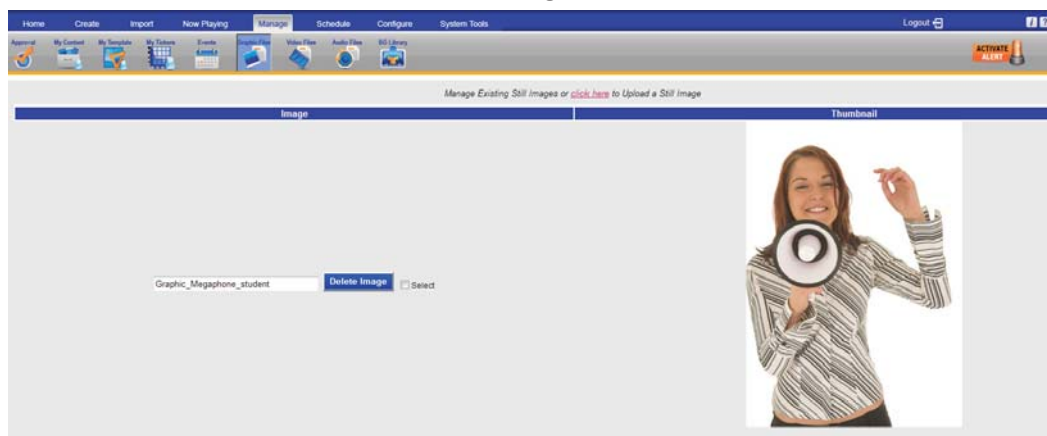 Home Create Import Now Playing Manage Schedule Configure System Tools Logout
Approval My Content My Template My Tickers Events Graphic Files Video Files Audio Files BG Library
ACTIVATE
ALERT
Manage Existing Still Images or click here to Upload a Still Image
Image Thumbnail
Graphic_Megaphone_student Delete Image Select